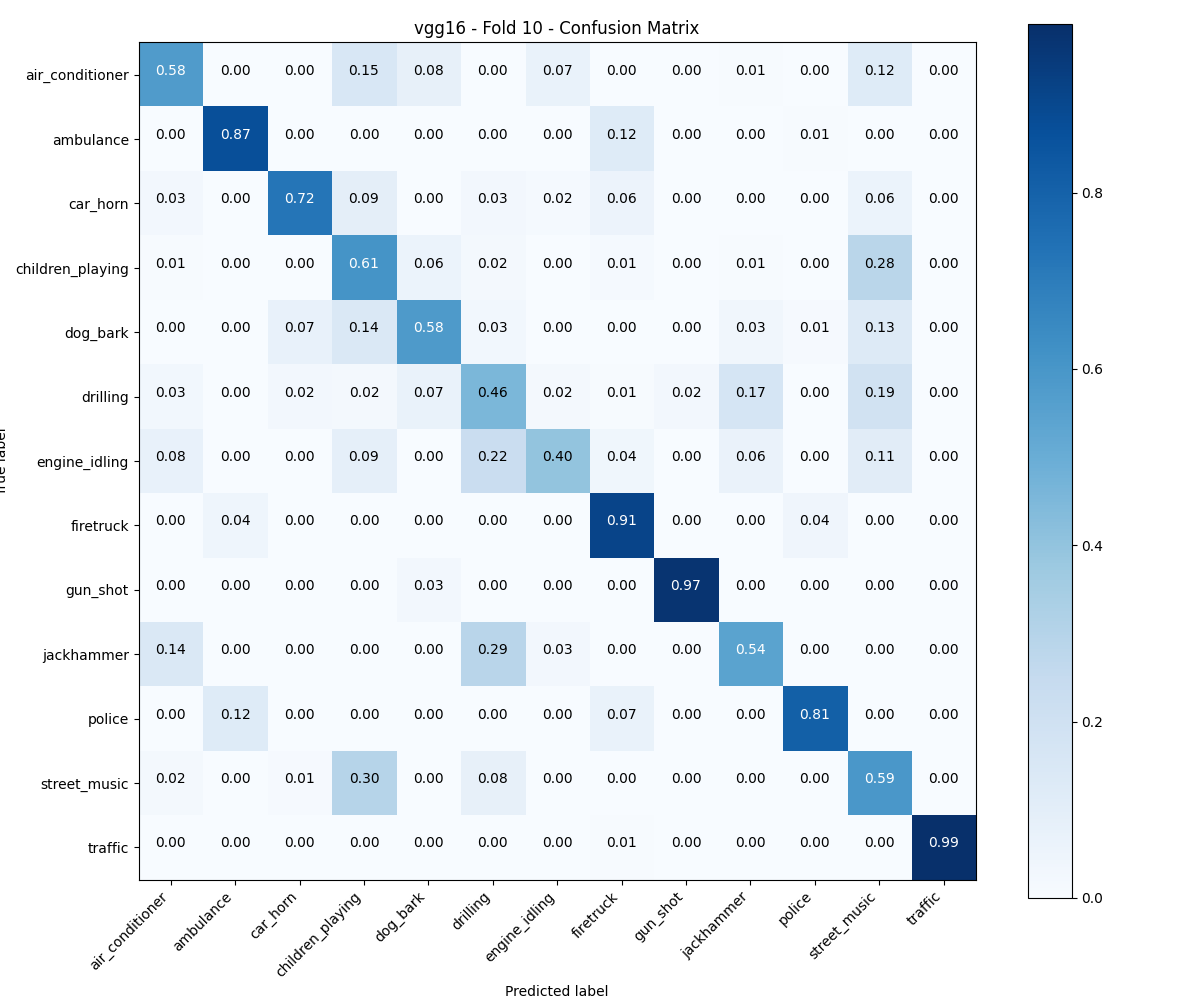 vgg16 - Fold 10 - Confusion Matrix
air_conditioner 0.58 0.00 0.00 0.15 0.08 0.00 0.07 0.00 0.00 0.01 0.00 0.12 0.00
ambulance 0.00 0.87 0.00 0.00 0.00 0.00 0.00 0.12 0.00 0.00 0.01 0.00 0.00
car_horn 0.03 0.00 0.72 0.09 0.00 0.03 0.02 0.06 0.00 0.00 0.00 0.06 0.00
0.8
children_playing 0.01 0.00 0.00 0.61 0.06 0.02 0.00 0.01 0.00 0.01 0.00 0.28 0.00
dog_bark 0.00 0.00 0.07 0.14 0.58 0.03 0.00 0.00 0.00 0.03 0.01 0.13 0.00
0.6
drilling 0.03 0.00 0.02 0.02 0.07 0.46 0.02 0.01 0.02 0.17 0.00 0.19 0.00
engine_idling 0.08 0.00 0.00 0.09 0.00 0.22 0.40 0.04 0.00 0.06 0.00 0.11 0.00
firetruck 0.00 0.04 0.00 0.00 0.00 0.00 0.00 0.91 0.00 0.00 0.04 0.00 0.00
0.4
gun_shot 0.00 0.00 0.00 0.00 0.03 0.00 0.00 0.00 0.97 0.00 0.00 0.00 0.00
jackhammer 0.14 0.00 0.00 0.00 0.00 0.29 0.03 0.00 0.00 0.54 0.00 0.00 0.00
police 0.00 0.12 0.00 0.00 0.00 0.00 0.00 0.07 0.00 0.00 0.81 0.00 0.00
0.2
street_music 0.02 0.00 0.01 0.30 0.00 0.08 0.00 0.00 0.00 0.00 0.00 0.59 0.00
traffic 0.00 0.00 0.00 0.00 0.00 0.00 0.00 0.01 0.00 0.00 0.00 0.00 0.99
0.0
air_conditioner ambulance car_horn children_playing dog_bark drilling engine_idling firetruck gun_shot jackhammer police street_music traffic
Predicted label